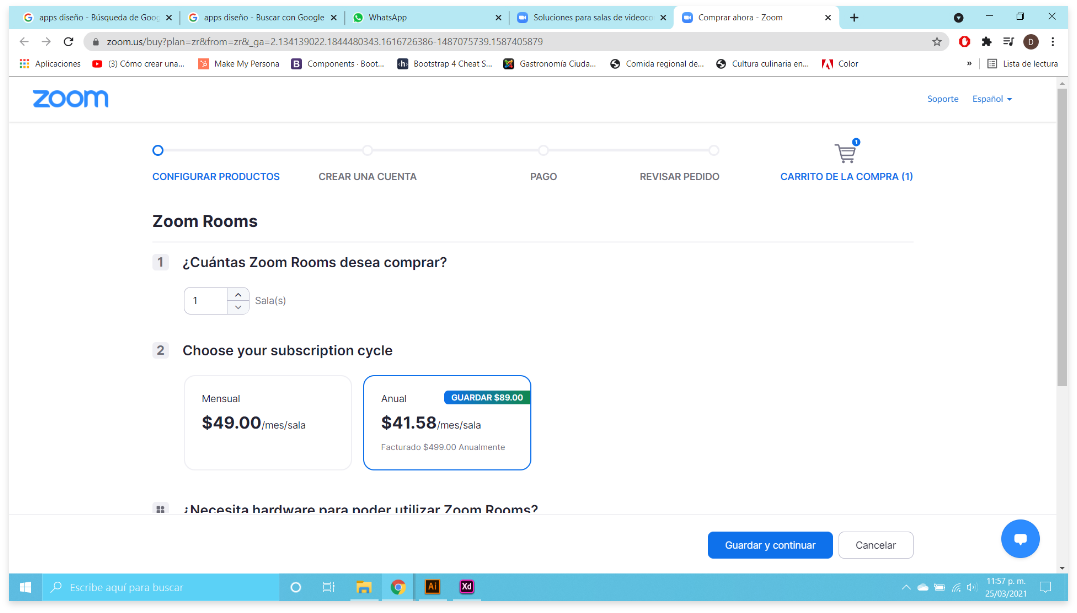 apps diseño - Búsqueda de Goo
apps diseño - Buscar con Google
WhatsApp
Soluciones para salas de videoco
Comprar ahora - Zoom
zoom.us/buy?plan=zr&from=zr&_ga=2.134139022.1844480343.1616726386-1487075739.1587405879
D
Aplicaciones
(3) Cómo crear una...
Make My Persona
Components · Boot...
Bootstrap 4 Cheat S...
Gastronomía Ciuda...
Comida regional de...
Cultura culinaria en...
Color
»
Lista de lectura
zoom
Soporte
Español
1
CONFIGURAR PRODUCTOS
CREAR UNA CUENTA
PAGO
REVISAR PEDIDO
CARRITO DE LA COMPRA (1)
Zoom Rooms
1 ¿Cuántas Zoom Rooms desea comprar?
1 Sala(s)
2 Choose your subscription cycle
Mensual
$49.00/mes/sala
Anual
GUARDAR $89.00
$41.58/mes/sala
Facturado $499.00 Anualmente
¿Necesita hardware para poder utilizar Zoom Rooms?
Guardar y continuar
Cancelar
Escribe aquí para buscar
Ai
Xd
11:57 p. m.
25/03/2021